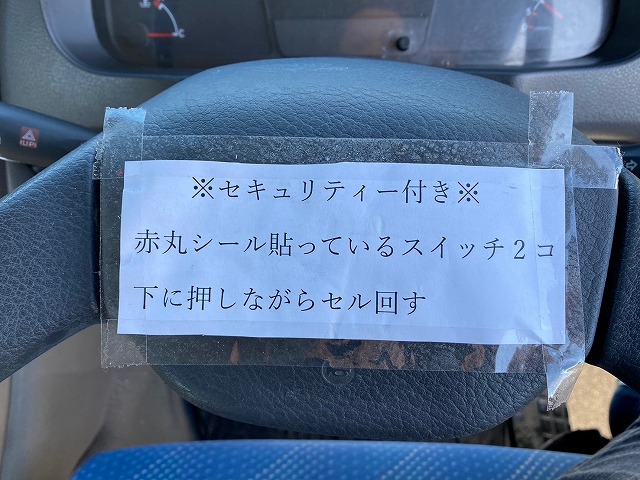 ※セキュリティー付き※
赤丸シール貼っているスイッチ2コ
下に押しながらセル回す